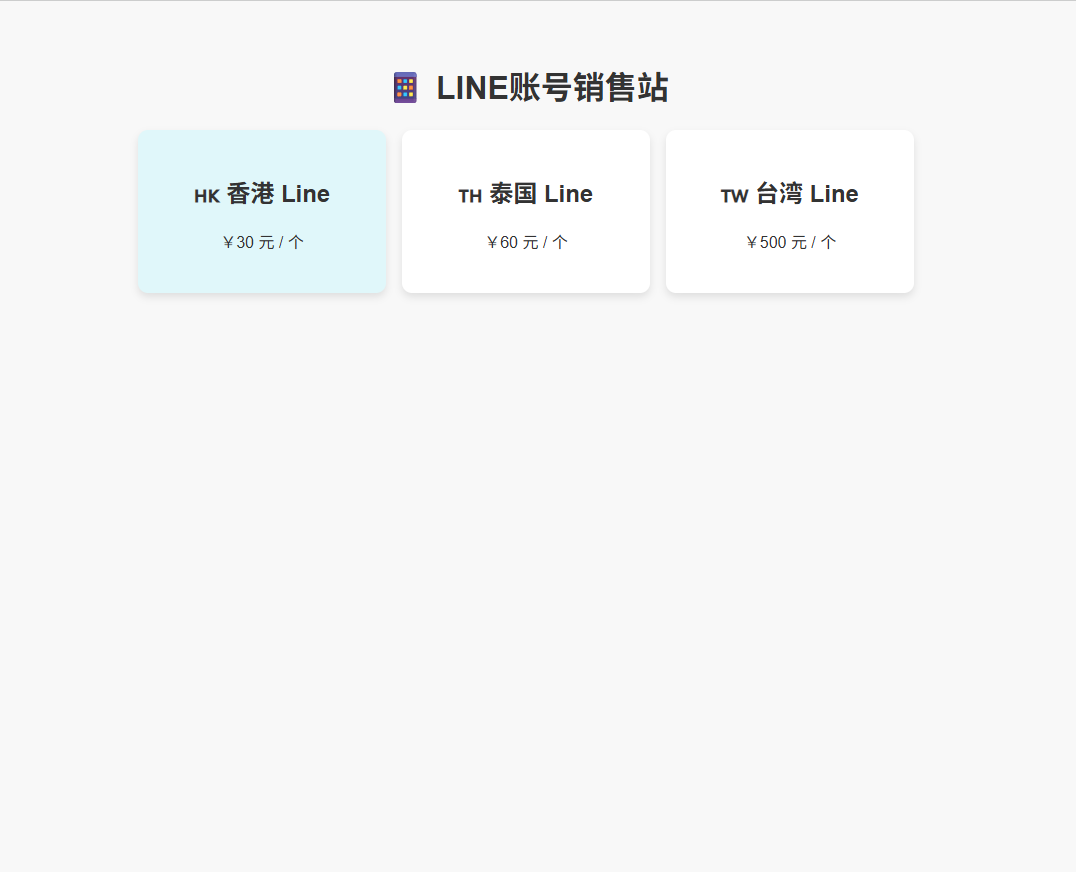 LINE账号销售站
HK 香港 Line
￥30 元 / 个
TH 泰国 Line
￥60 元 / 个
TW 台湾 Line
￥500 元 / 个